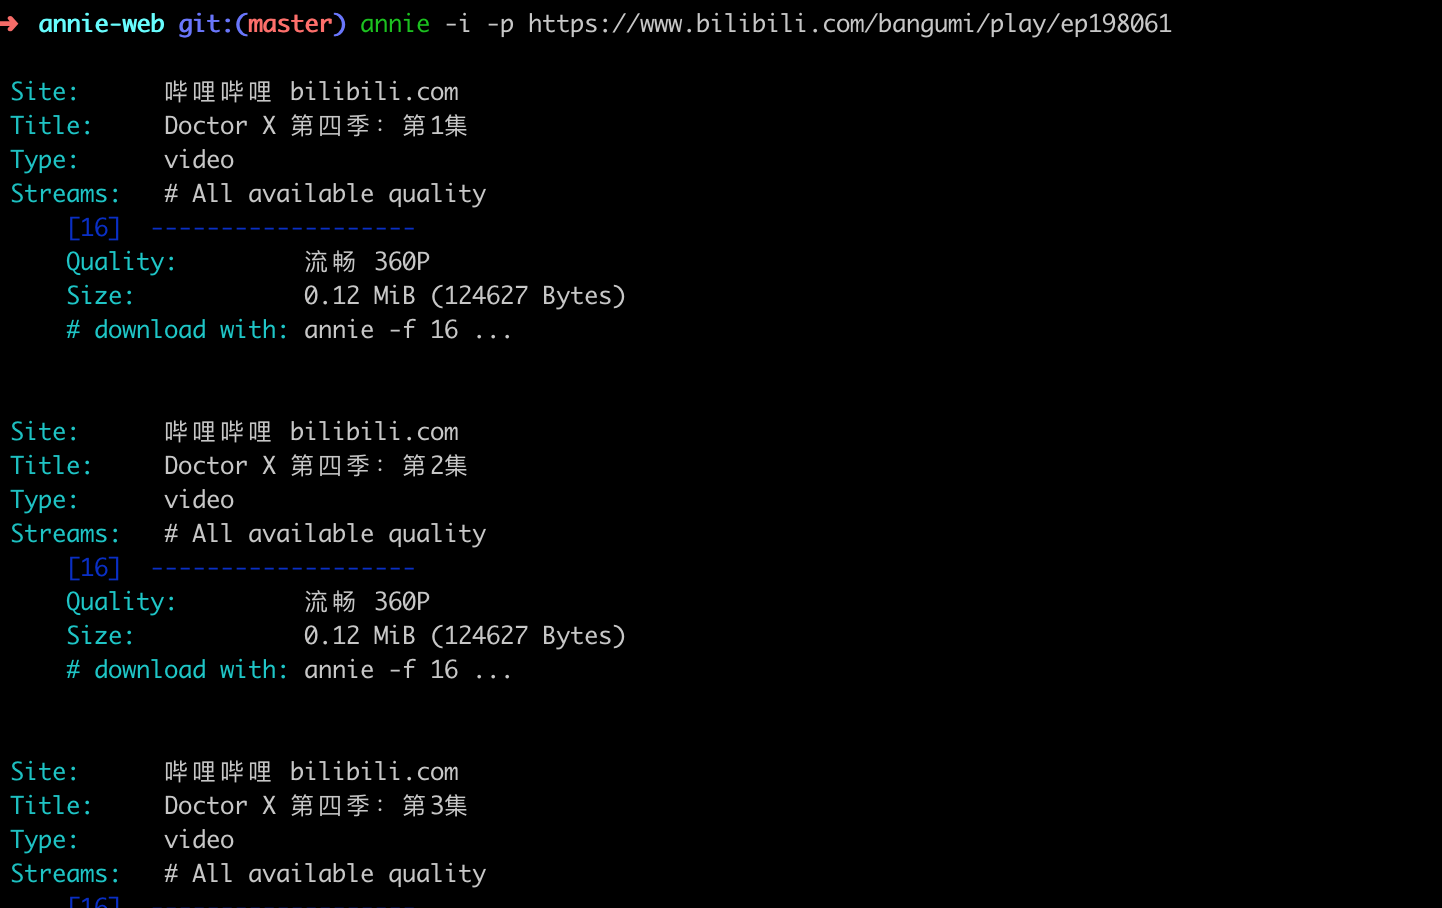 ➜ annie-web git:(master) annie -i -p https://www.bilibili.com/bangumi/play/ep198061
Site: 哔哩哔哩 bilibili.com
Title: Doctor X 第四季：第1集
Type: video
Streams: # All available quality
[16] -------------------
Quality: 流畅 360P
Size: 0.12 MiB (124627 Bytes)
# download with: annie -f 16 ...
Site: 哔哩哔哩 bilibili.com
Title: Doctor X 第四季：第2集
Type: video
Streams: # All available quality
[16] -------------------
Quality: 流畅 360P
Size: 0.12 MiB (124627 Bytes)
# download with: annie -f 16 ...
Site: 哔哩哔哩 bilibili.com
Title: Doctor X 第四季：第3集
Type: video
Streams: # All available quality
[16] -------------------